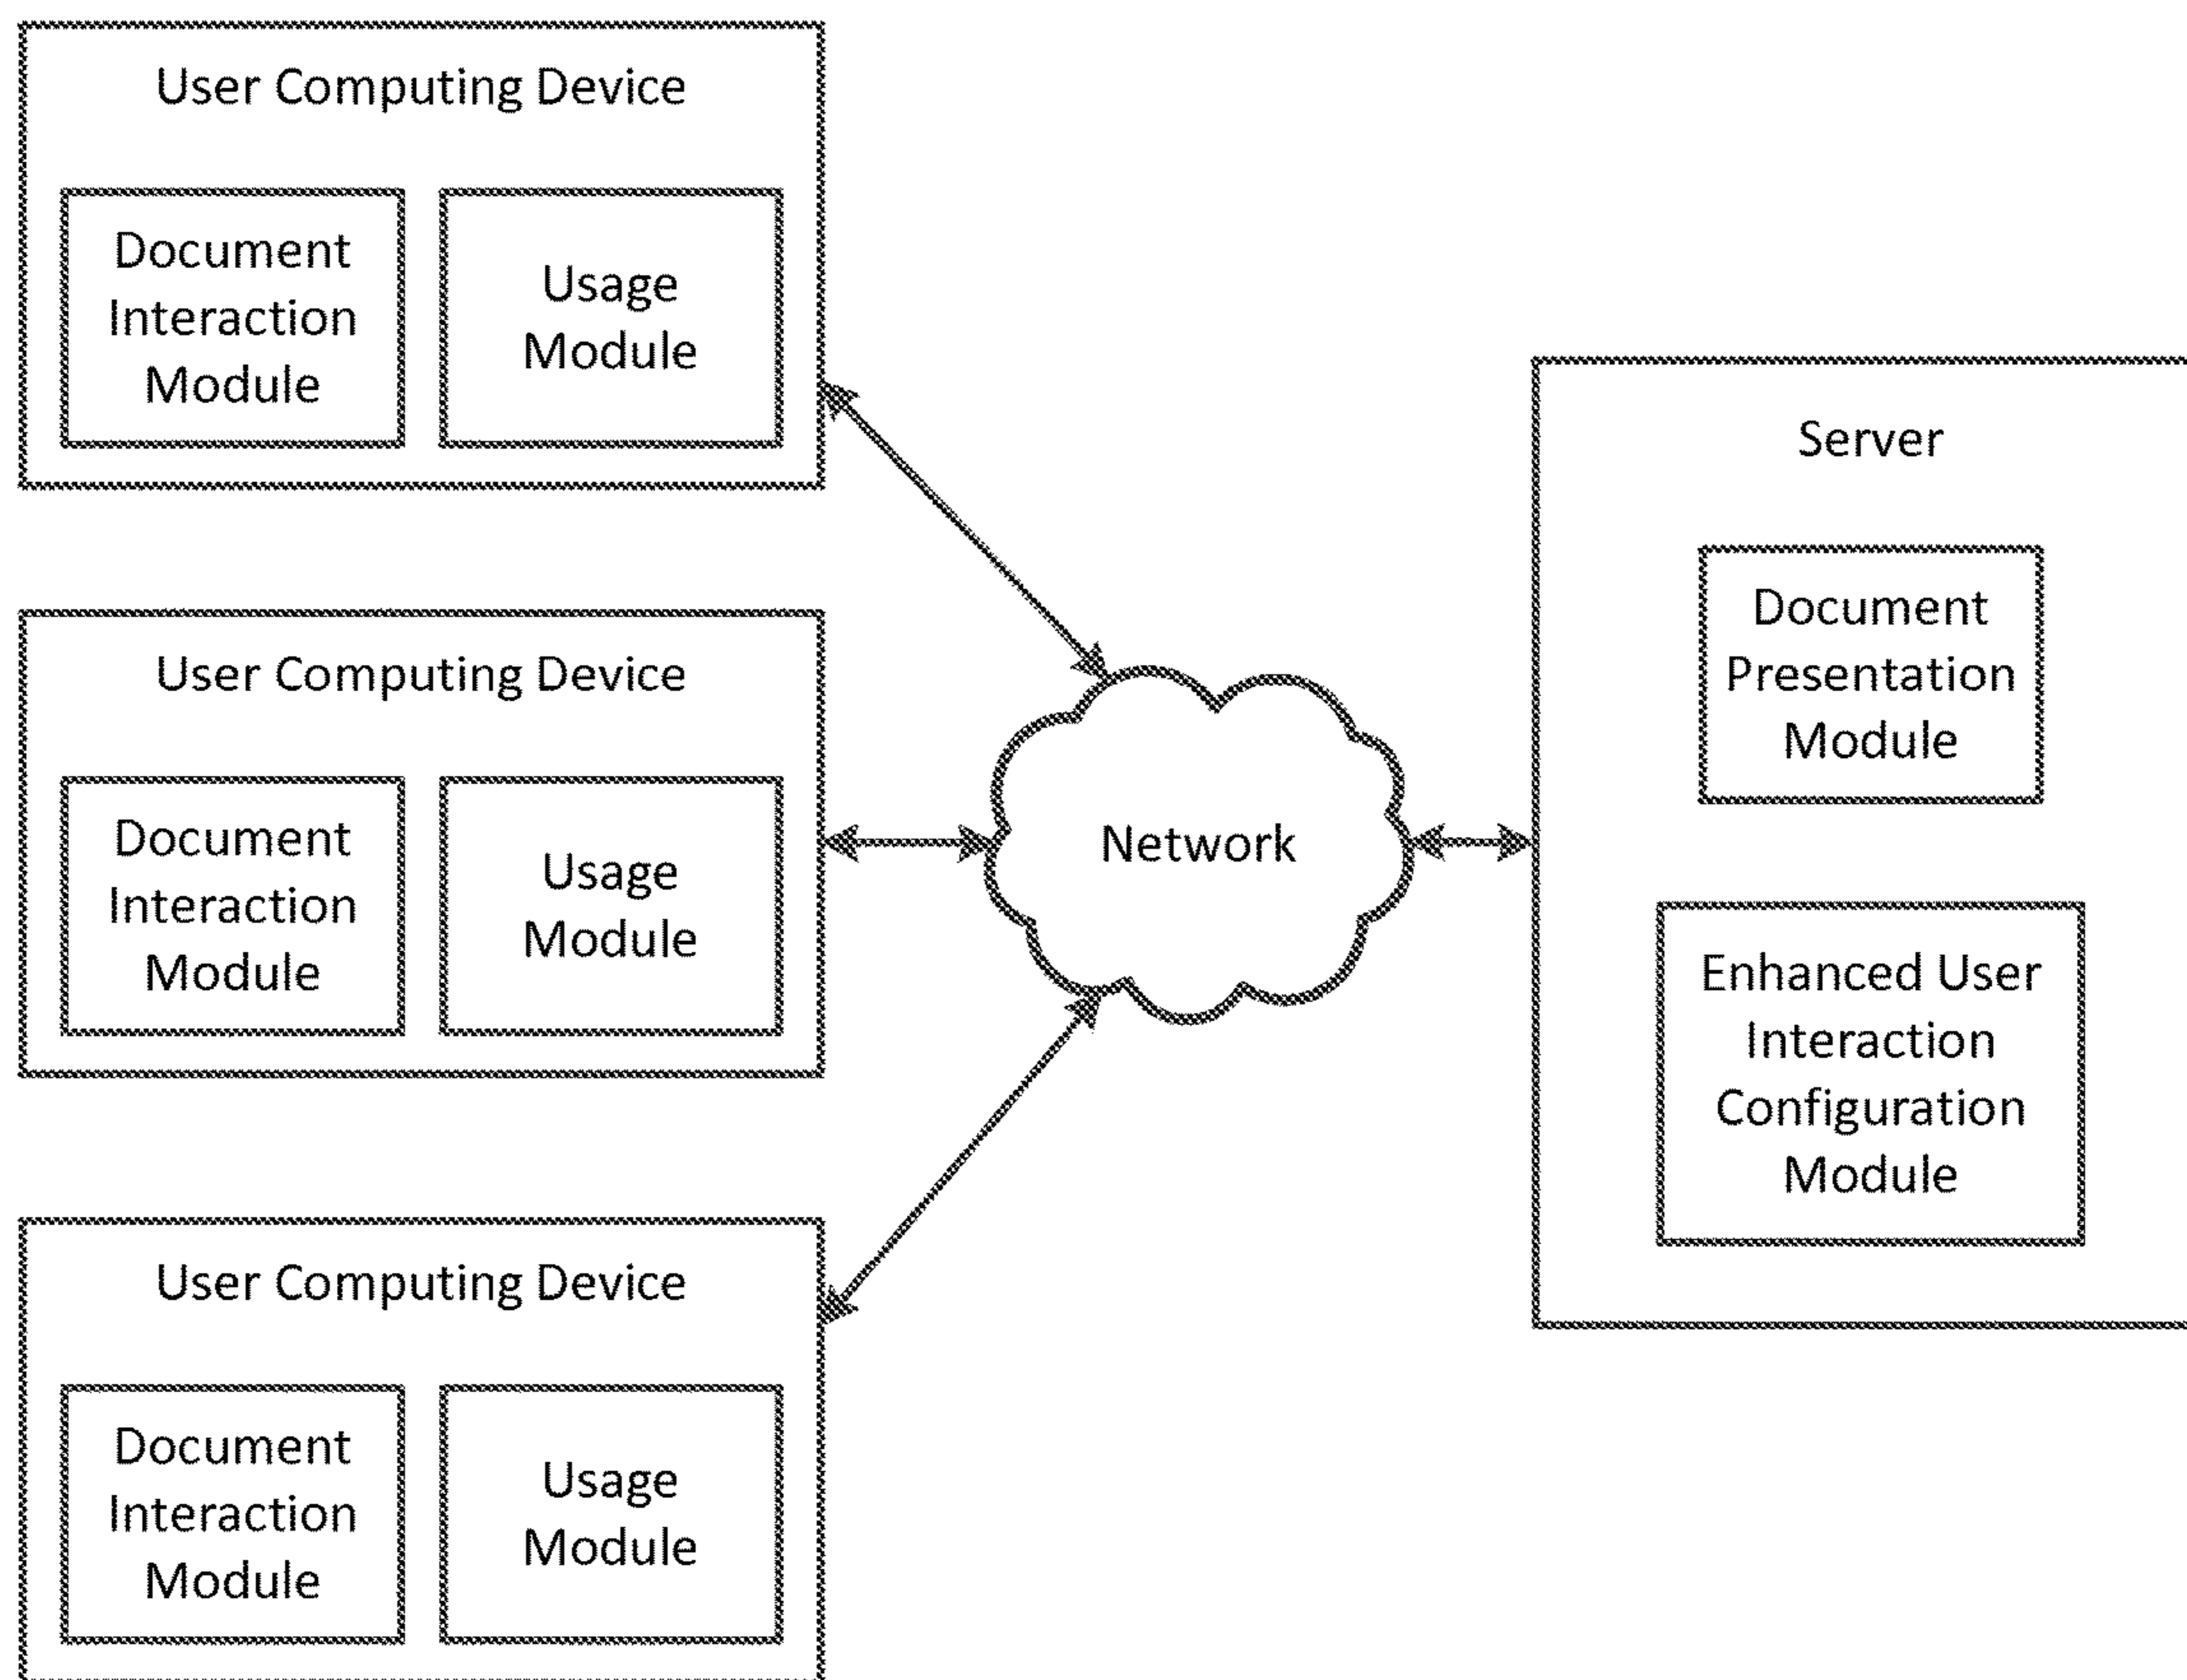 User Computing Device
Document
Interaction
Module
Usage
Module
User Computing Device
Document
Interaction
Module
Usage
Module
User Computing Device
Document
Interaction
Module
Usage
Module
Network
Server
Document
Presentation
Module
Enhanced User
Interaction
Configuration
Module